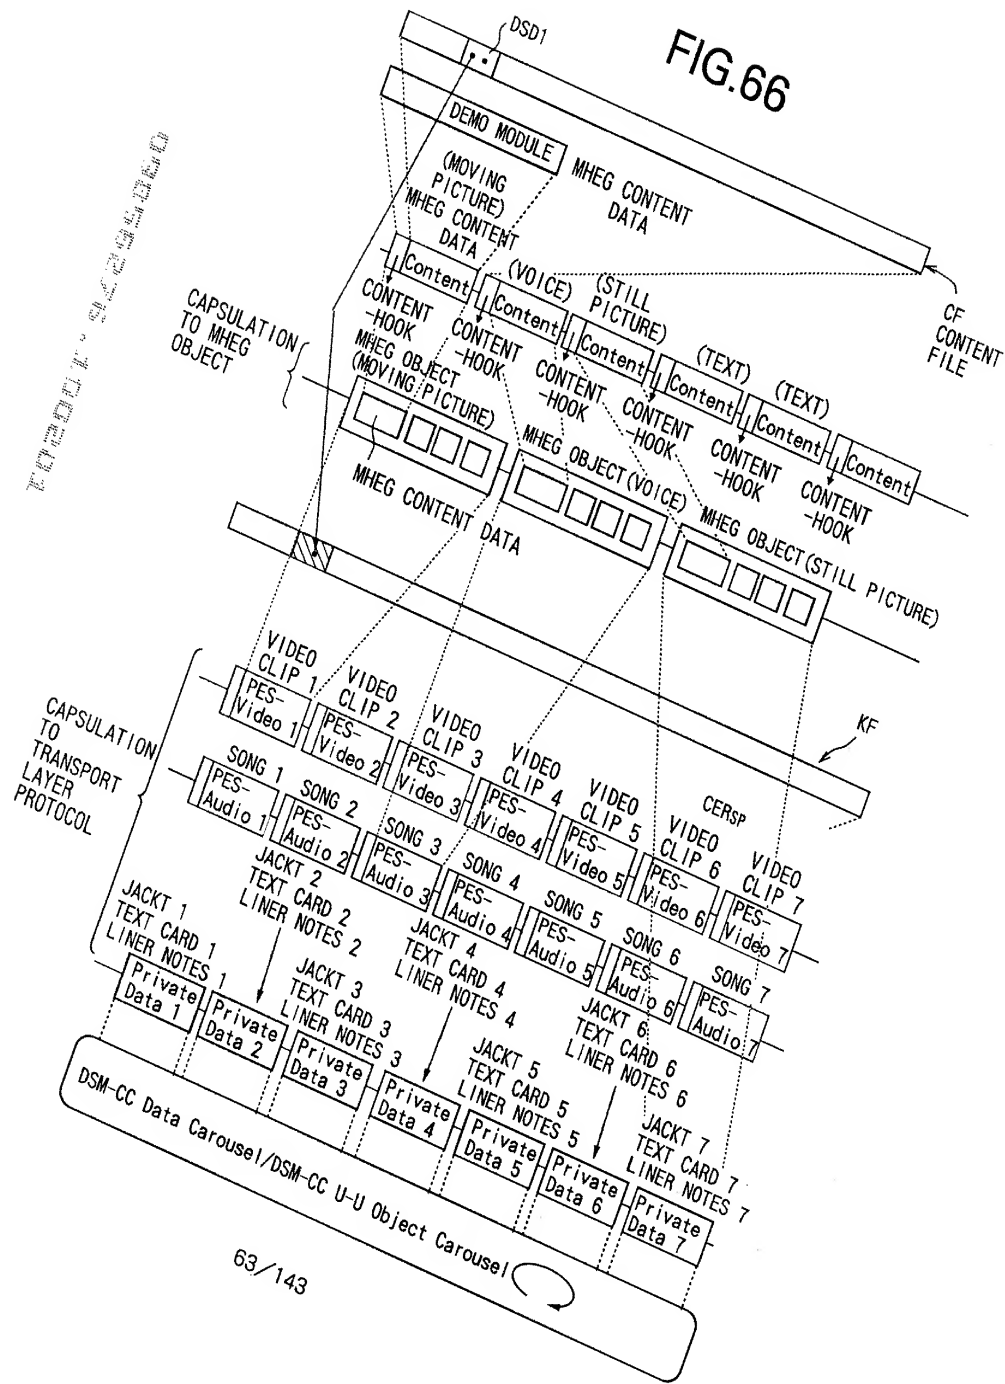 FIG.66
DSD1
DEMO MODULE
MHEG CONTENT
DATA
CF
CONTENT
FILE
(MOVING
PICTURE)
MHEG CONTENT
DATA
(VOICE)
(STILL
PICTURE)
(TEXT)
(TEXT)
Content
Content
Content
Content
Content
Content
CONTENT
-HOOK
CONTENT
-HOOK
CONTENT
-HOOK
CONTENT
-HOOK
CONTENT
-HOOK
CONTENT
-HOOK
CAPSULATION
TO MHEG
OBJECT
MHEG OBJECT
(MOVING PICTURE)
MHEG OBJECT(VOICE)
MHEG OBJECT(STILL PICTURE)
MHEG CONTENT DATA
KF
CAPSULATION
TO
TRANSPORT
LAYER
PROTOCOL
VIDEO
CLIP 1
VIDEO
CLIP 2
VIDEO
CLIP 3
VIDEO
CLIP 4
VIDEO
CLIP 5
CERSP
VIDEO
CLIP 6
VIDEO
CLIP 7
PES-
Video 1
PES-
Video 2
PES-
Video 3
PES-
Video 4
PES-
Video 5
PES-
Video 6
PES-
Video 7
SONG 1
SONG 2
SONG 3
SONG 4
SONG 5
SONG 6
SONG 7
PES-
Audio 1
PES-
Audio 2
PES-
Audio 3
PES-
Audio 4
PES-
Audio 5
PES-
Audio 6
PES-
Audio 7
JACKT 1
TEXT CARD 1
LINER NOTES 1
JACKT 2
TEXT CARD 2
LINER NOTES 2
JACKT 3
TEXT CARD 3
LINER NOTES 3
JACKT 4
TEXT CARD 4
LINER NOTES 4
JACKT 5
TEXT CARD 5
LINER NOTES 5
JACKT 6
TEXT CARD 6
LINER NOTES 6
JACKT 7
TEXT CARD 7
LINER NOTES 7
Private
Data 1
Private
Data 2
Private
Data 3
Private
Data 4
Private
Data 5
Private
Data 6
Private
Data 7
DSM-CC Data Carousel/DSM-CC U-U Object Carousel
63/143